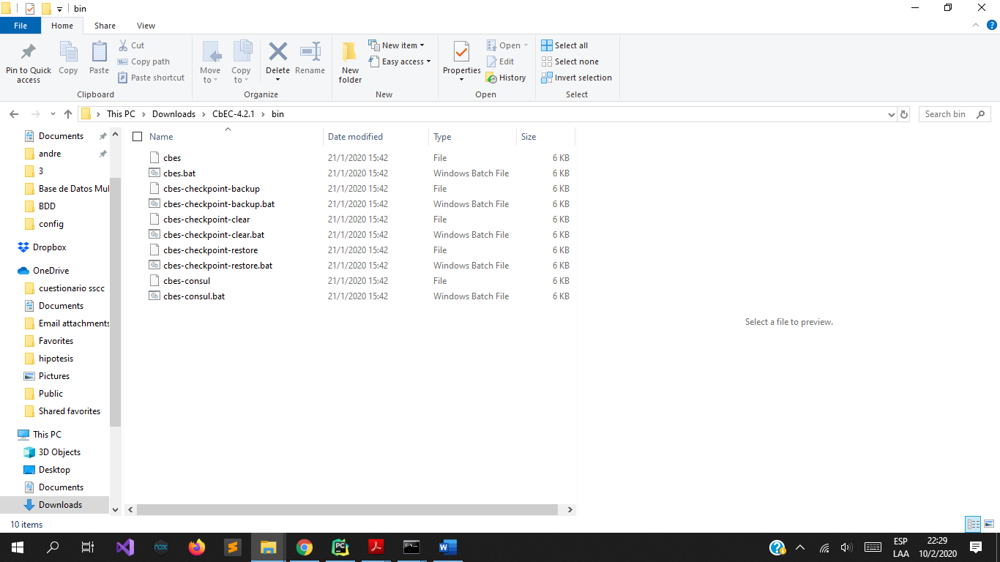 bin
File Home Share View
Pin to Quick access
Copy
Paste
Cut
Copy path
Paste shortcut
Clipboard
Move to
Copy to
Delete
Rename
Organize
New folder
New item
Easy access
New
Properties
Open
Edit
History
Open
Select all
Select none
Invert selection
Select
This PC Downloads CbEC-4.2.1 bin
Search bin
Documents
andre
3
Base de Datos Mul
BDD
config
Dropbox
OneDrive
cuestionario sscc
Documents
Email attachments
Favorites
hipotesis
Pictures
Public
Shared favorites
This PC
3D Objects
Desktop
Documents
Downloads
Name Date modified Type Size
cbes 21/1/2020 15:42 File 6 KB
cbes.bat 21/1/2020 15:42 Windows Batch File 6 KB
cbes-checkpoint-backup 21/1/2020 15:42 File 6 KB
cbes-checkpoint-backup.bat 21/1/2020 15:42 Windows Batch File 6 KB
cbes-checkpoint-clear 21/1/2020 15:42 File 6 KB
cbes-checkpoint-clear.bat 21/1/2020 15:42 Windows Batch File 6 KB
cbes-checkpoint-restore 21/1/2020 15:42 File 6 KB
cbes-checkpoint-restore.bat 21/1/2020 15:42 Windows Batch File 6 KB
cbes-consul 21/1/2020 15:42 File 6 KB
cbes-consul.bat 21/1/2020 15:42 Windows Batch File 6 KB
Select a file to preview.
10 items
ESP 22:29
LAA 10/2/2020